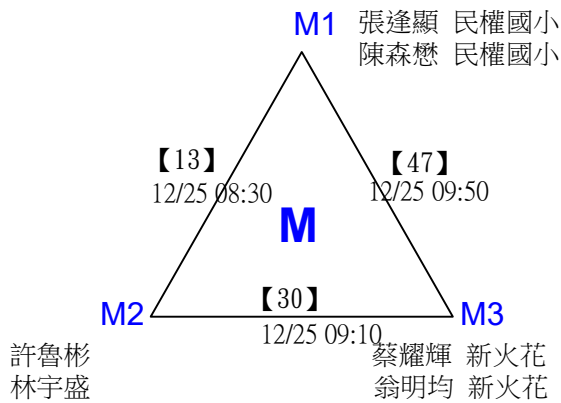 M1 張逢顯 民權國小
陳森懋 民權國小
【13】
12/25 08:30
【47】
12/25 09:50
M
【30】
12/25 09:10
M2
許魯彬
林宇盛
M3
蔡耀輝 新火花
翁明均 新火花